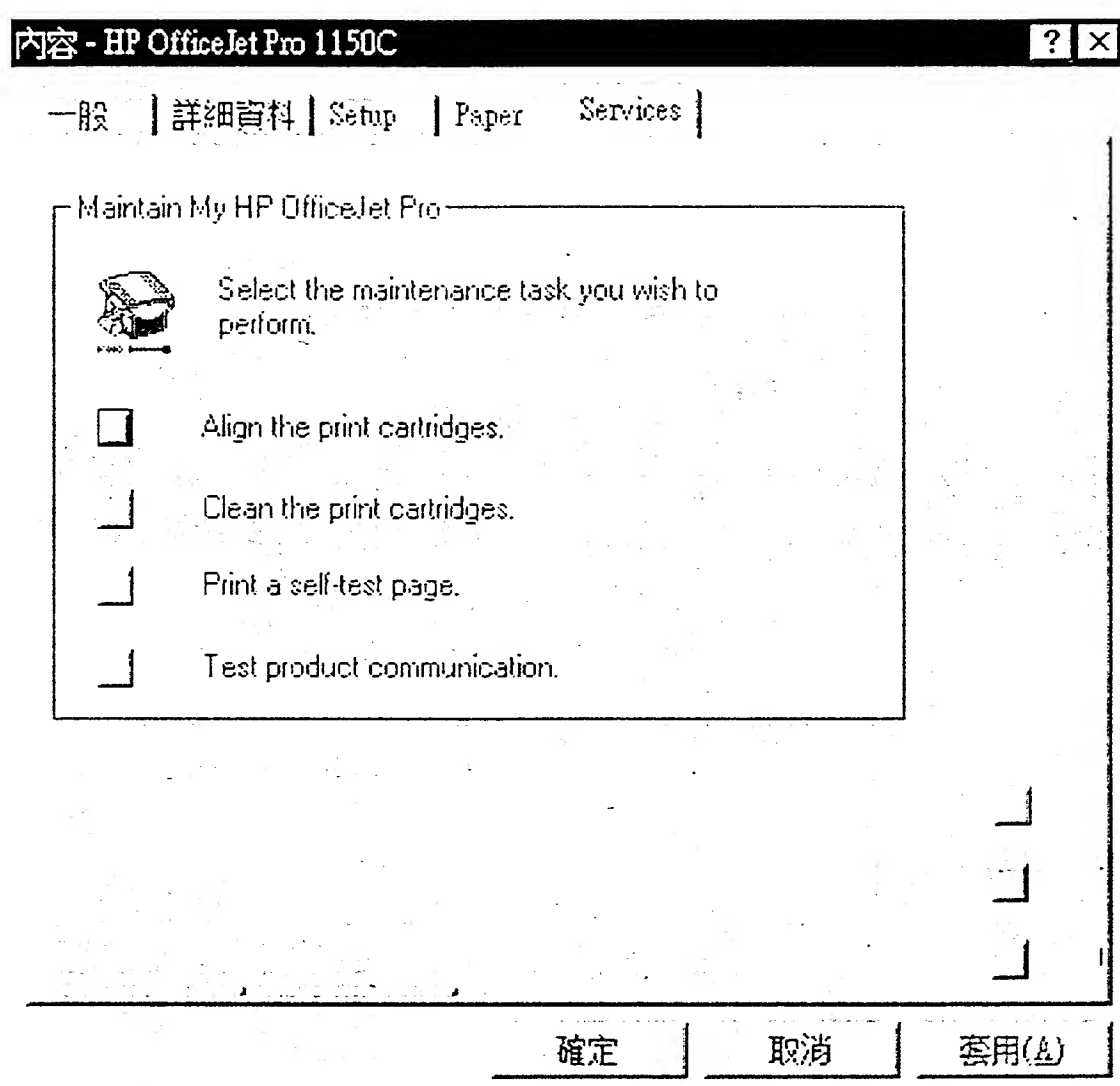 內容 - HP OfficeJet Pro 1150C ? ×
一般 詳細資料 Setup Paper Services
Maintain My HP OfficeJet Pro
Select the maintenance task you wish to
perform.
Align the print cartridges.
Clean the print cartridges.
Print a self-test page.
Test product communication.
確定 取消 套用(A)